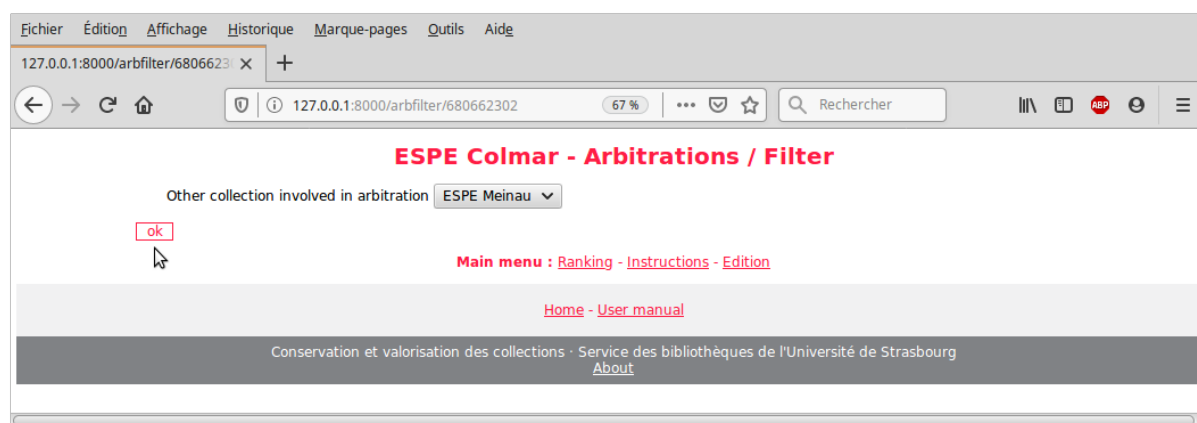 Fichier Édition Affichage Historique Marque-pages Outils Aide
127.0.0.1:8000/arbfilter/6806623
127.0.0.1:8000/arbfilter/680662302 67 % Rechercher ABP
ESPE Colmar - Arbitrations / Filter
Other collection involved in arbitration ESPE Meinau
ok
Main menu : Ranking - Instructions - Edition
Home - User manual
Conservation et valorisation des collections · Service des bibliothèques de l'Université de Strasbourg
About